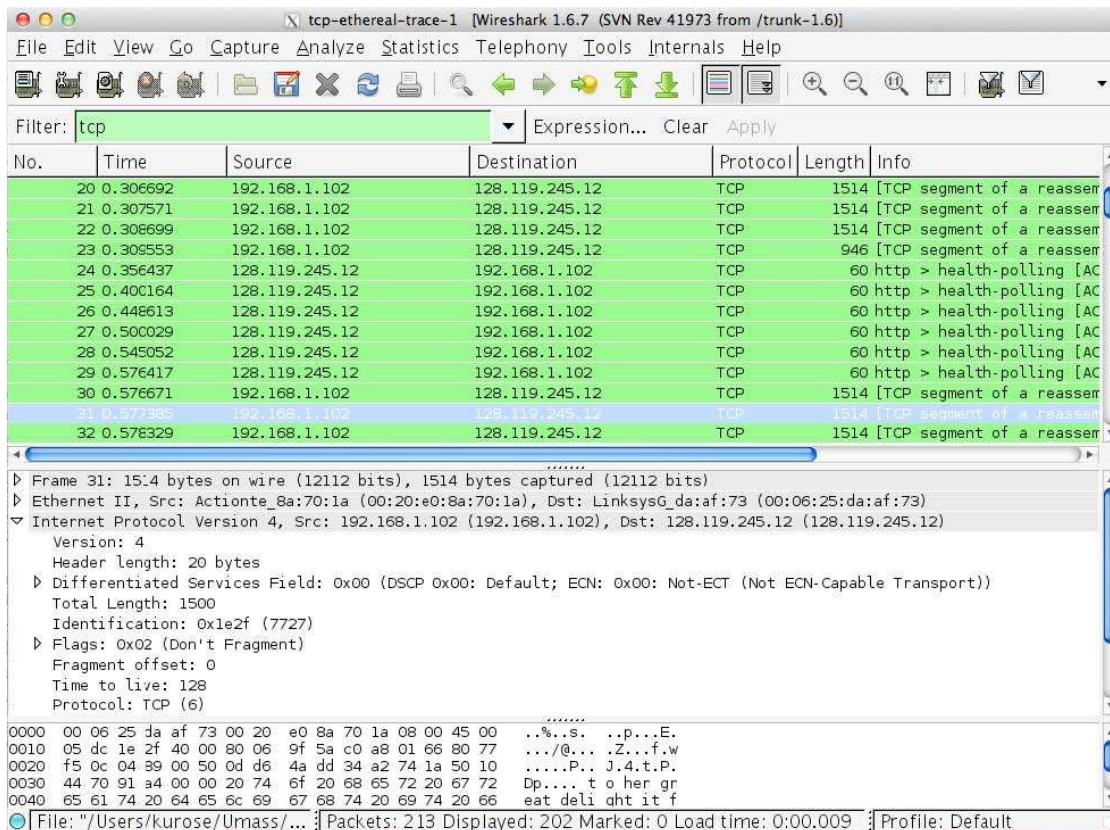 tcp-ethereal-trace-1 [Wireshark 1.6.7 (SVN Rev 41973 from /trunk-1.6)]
File Edit View Go Capture Analyze Statistics Telephony Tools Internals Help
Filter: tcp Expression... Clear Apply
No. Time Source Destination Protocol Length Info
20 0.306692 192.168.1.102 128.119.245.12 TCP 1514 [TCP segment of a reassem
21 0.307571 192.168.1.102 128.119.245.12 TCP 1514 [TCP segment of a reassem
22 0.308699 192.168.1.102 128.119.245.12 TCP 1514 [TCP segment of a reassem
23 0.309553 192.168.1.102 128.119.245.12 TCP 946 [TCP segment of a reassem
24 0.356437 128.119.245.12 192.168.1.102 TCP 60 http > health-polling [AC
25 0.400164 128.119.245.12 192.168.1.102 TCP 60 http > health-polling [AC
26 0.448613 128.119.245.12 192.168.1.102 TCP 60 http > health-polling [AC
27 0.500029 128.119.245.12 192.168.1.102 TCP 60 http > health-polling [AC
28 0.545052 128.119.245.12 192.168.1.102 TCP 60 http > health-polling [AC
29 0.576417 128.119.245.12 192.168.1.102 TCP 60 http > health-polling [AC
30 0.576671 192.168.1.102 128.119.245.12 TCP 1514 [TCP segment of a reassem
31 0.577385 192.168.1.102 128.119.245.12 TCP 1514 [TCP segment of a reassem
32 0.578329 192.168.1.102 128.119.245.12 TCP 1514 [TCP segment of a reassem
Frame 31: 1514 bytes on wire (12112 bits), 1514 bytes captured (12112 bits)
Ethernet II, Src: Actionte_8a:70:1a (00:20:e0:8a:70:1a), Dst: LinksysG_da:af:73 (00:06:25:da:af:73)
Internet Protocol Version 4, Src: 192.168.1.102 (192.168.1.102), Dst: 128.119.245.12 (128.119.245.12)
Version: 4
Header length: 20 bytes
Differentiated Services Field: 0x00 (DSCP 0x00: Default; ECN: 0x00: Not-ECT (Not ECN-Capable Transport))
Total Length: 1500
Identification: 0x1e2f (7727)
Flags: 0x02 (Don't Fragment)
Fragment offset: 0
Time to live: 128
Protocol: TCP (6)
0000 00 06 25 da af 73 00 20 e0 8a 70 1a 08 00 45 00 ..%..s. ..p...E.
0010 05 dc 1e 2f 40 00 80 06 9f 5a c0 a8 01 66 80 77 .../@... .Z...f.w
0020 f5 0c 04 89 00 50 0d d6 4a dd 34 a2 74 1a 50 10 .....P.. J.4.t.P.
0030 44 70 91 a4 00 00 20 74 6f 20 68 65 72 20 67 72 Dp.... t o her gr
0040 65 61 74 20 64 65 6c 69 67 68 74 20 69 74 20 66 eat deli ght it f
File: "/Users/kurose/Umass/... Packets: 213 Displayed: 202 Marked: 0 Load time: 0:00.009 Profile: Default